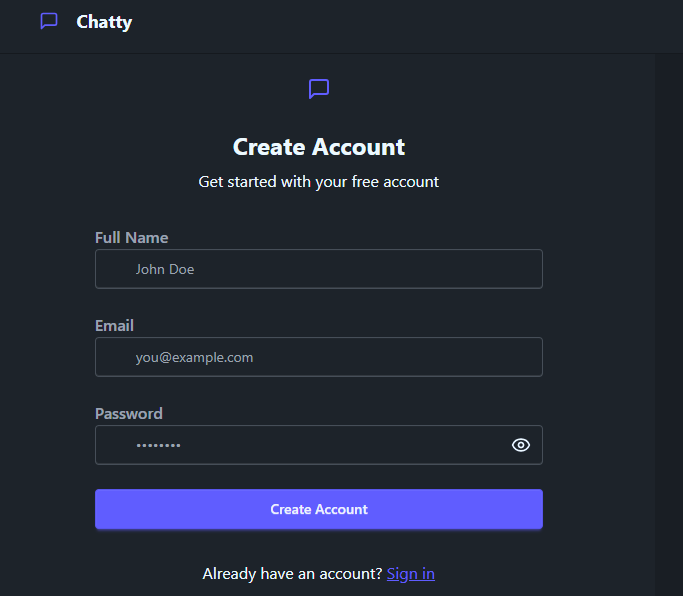 Chatty
Create Account
Get started with your free account
Full Name
John Doe
Email
you@example.com
Password
••••••••
Create Account
Already have an account? Sign in